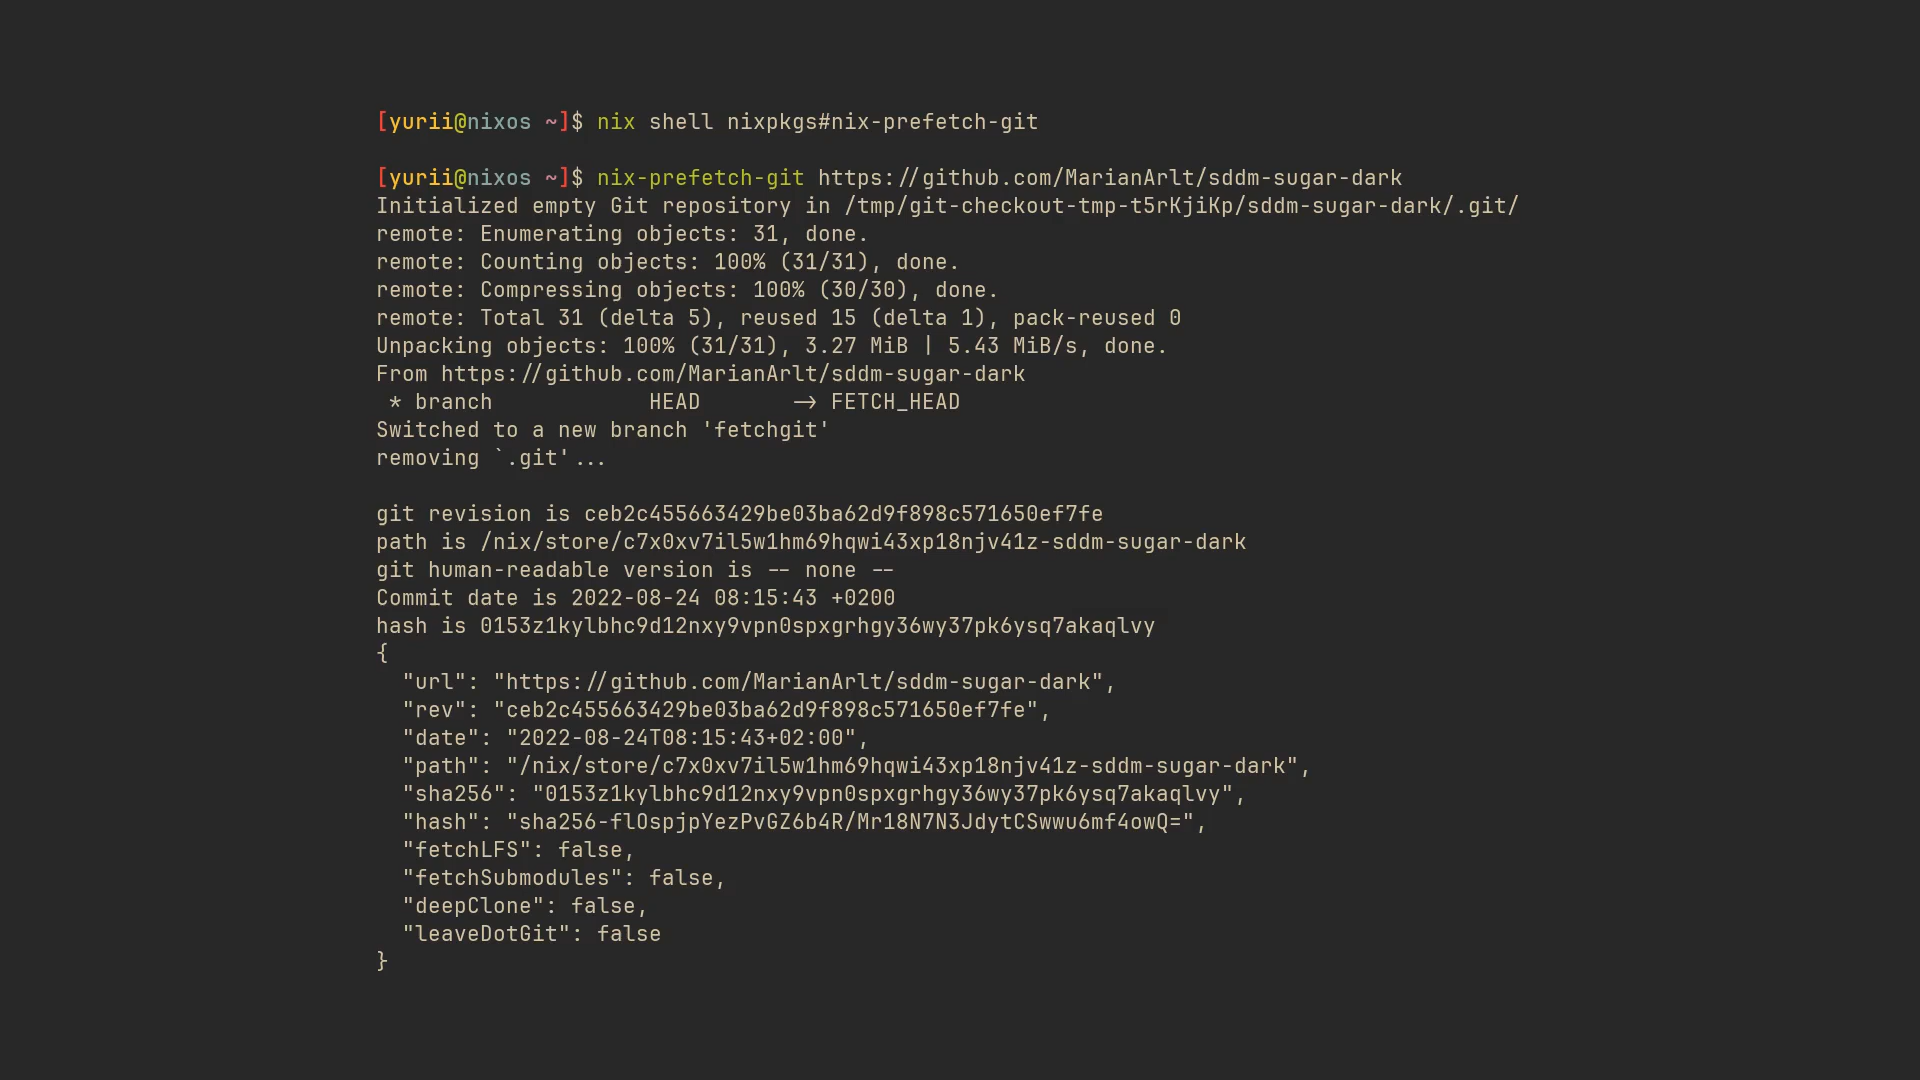 [yurii@nixos ~]$ nix shell nixpkgs#nix-prefetch-git
[yurii@nixos ~]$ nix-prefetch-git https://github.com/MarianArlt/sddm-sugar-dark
Initialized empty Git repository in /tmp/git-checkout-tmp-t5rKjiKp/sddm-sugar-dark/.git/
remote: Enumerating objects: 31, done.
remote: Counting objects: 100% (31/31), done.
remote: Compressing objects: 100% (30/30), done.
remote: Total 31 (delta 5), reused 15 (delta 1), pack-reused 0
Unpacking objects: 100% (31/31), 3.27 MiB | 5.43 MiB/s, done.
From https://github.com/MarianArlt/sddm-sugar-dark
 * branch            HEAD       -> FETCH_HEAD
Switched to a new branch 'fetchgit'
removing `.git'...
git revision is ceb2c455663429be03ba62d9f898c571650ef7fe
path is /nix/store/c7x0xv7il5w1hm69hqwi43xp18njv41z-sddm-sugar-dark
git human-readable version is -- none --
Commit date is 2022-08-24 08:15:43 +0200
hash is 0153z1kylbhc9d12nxy9vpn0spxgrhgy36wy37pk6ysq7akaqlvy
{
  "url": "https://github.com/MarianArlt/sddm-sugar-dark",
  "rev": "ceb2c455663429be03ba62d9f898c571650ef7fe",
  "date": "2022-08-24T08:15:43+02:00",
  "path": "/nix/store/c7x0xv7il5w1hm69hqwi43xp18njv41z-sddm-sugar-dark",
  "sha256": "0153z1kylbhc9d12nxy9vpn0spxgrhgy36wy37pk6ysq7akaqlvy",
  "hash": "sha256-flOspjpYezPvGZ6b4R/Mr18N7N3JdytCSwwu6mf4owQ=",
  "fetchLFS": false,
  "fetchSubmodules": false,
  "deepClone": false,
  "leaveDotGit": false
}